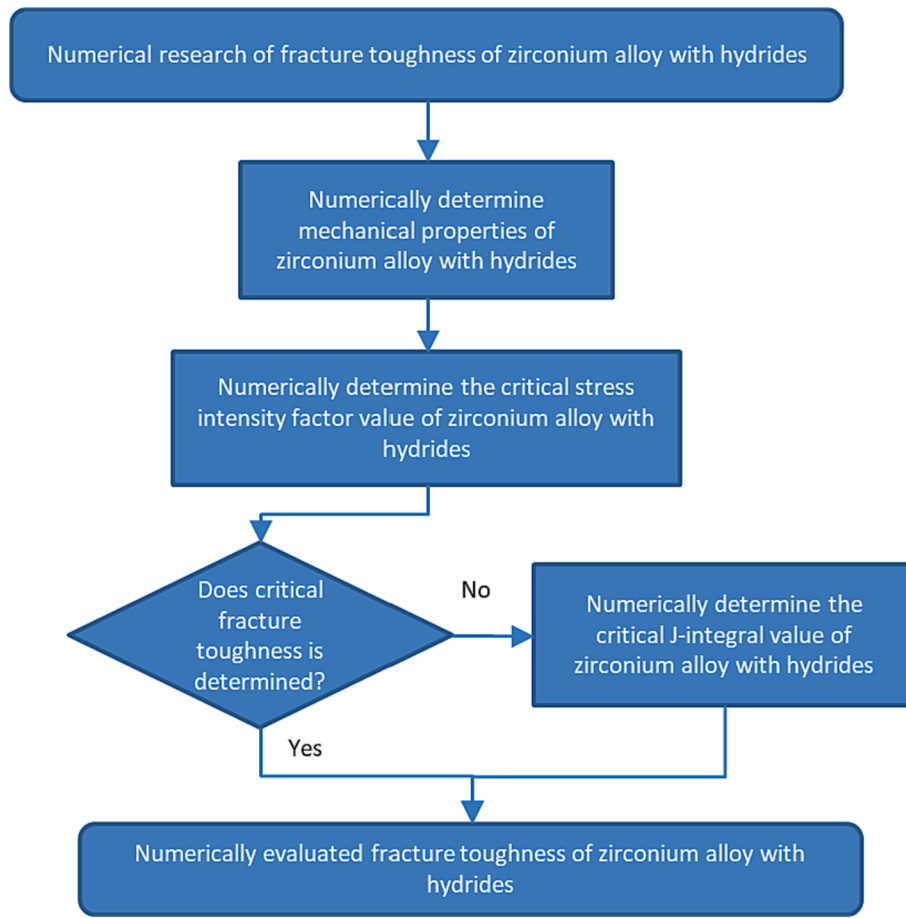 Numerical research of fracture toughness of zirconium alloy with hydrides
Numerically determine
mechanical properties of
zirconium alloy with hydrides
Numerically determine the critical stress
intensity factor value of zirconium alloy with
hydrides
Does critical
fracture
toughness is
determined?
No
Numerically determine the
critical J-integral value of
zirconium alloy with hydrides
Yes
Numerically evaluated fracture toughness of zirconium alloy with
hydrides